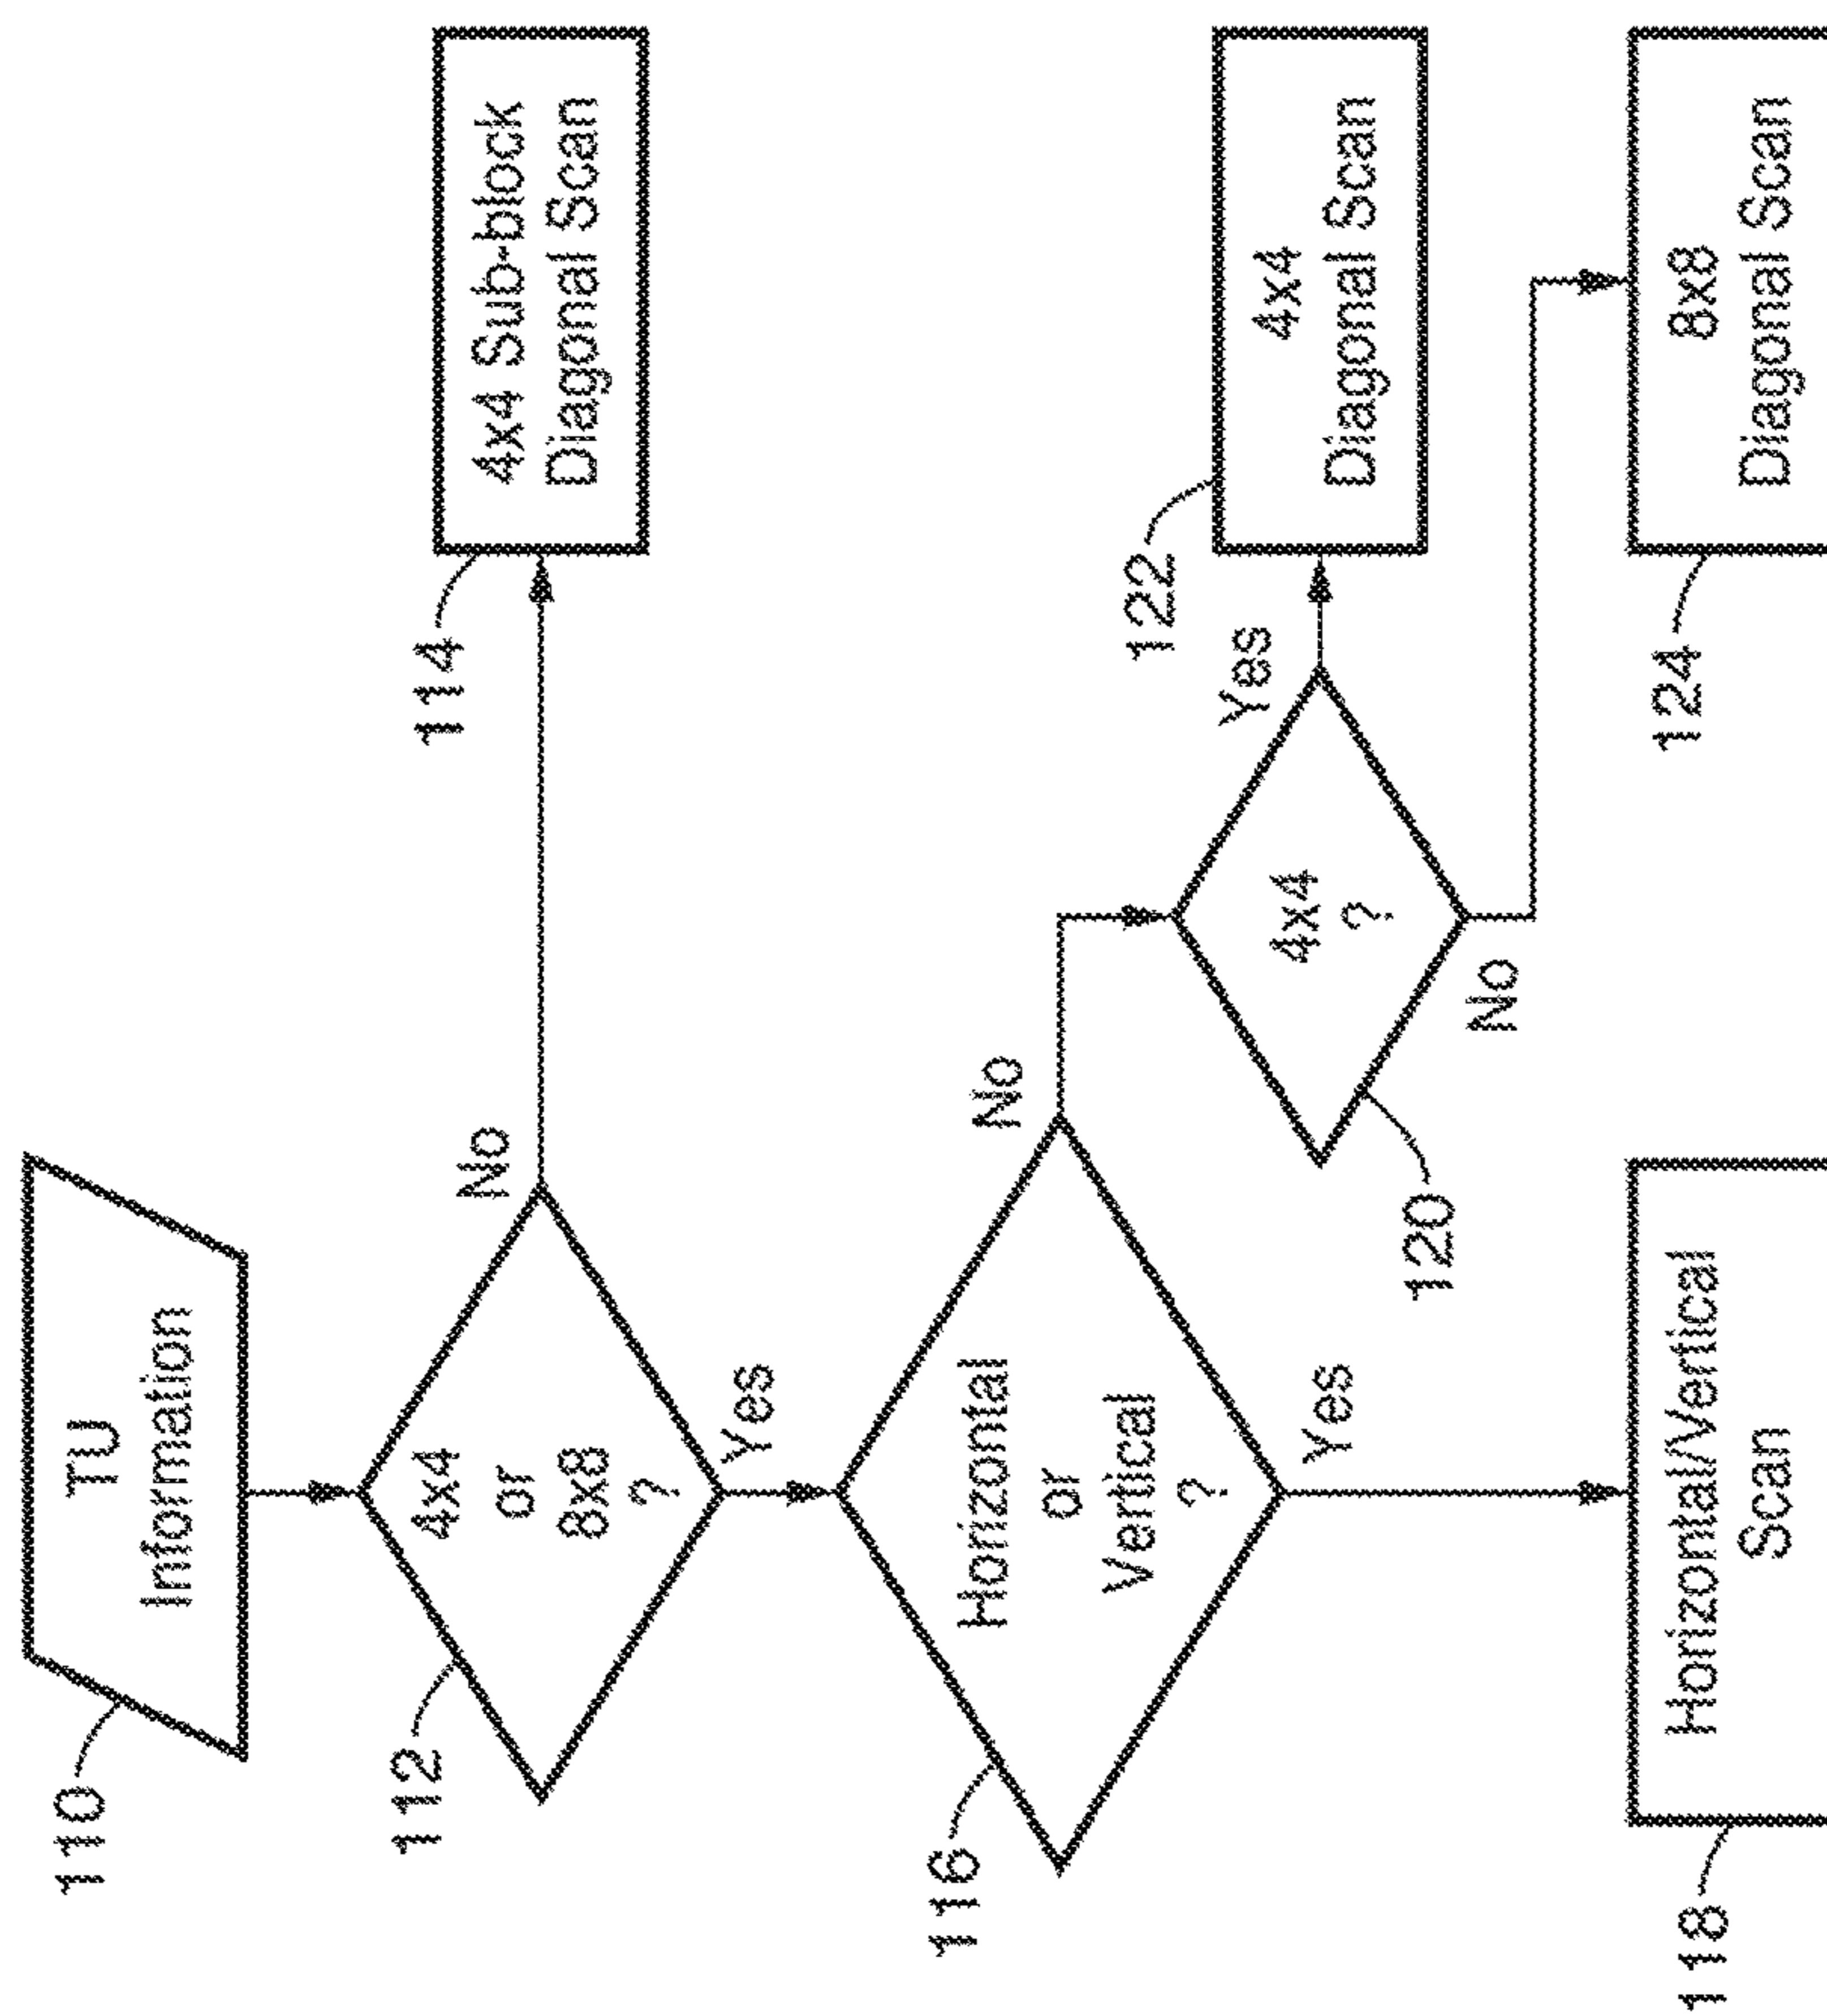 110
TU
Information
112
4x4
or
8x8
?
No
Yes
114
4x4 Sub-block
Diagonal Scan
116
Horizontal
or
Vertical
?
No
Yes
120
4x4
?
Yes
No
122
4x4
Diagonal Scan
118
Horizontal/Vertical
Scan
124
8x8
Diagonal Scan